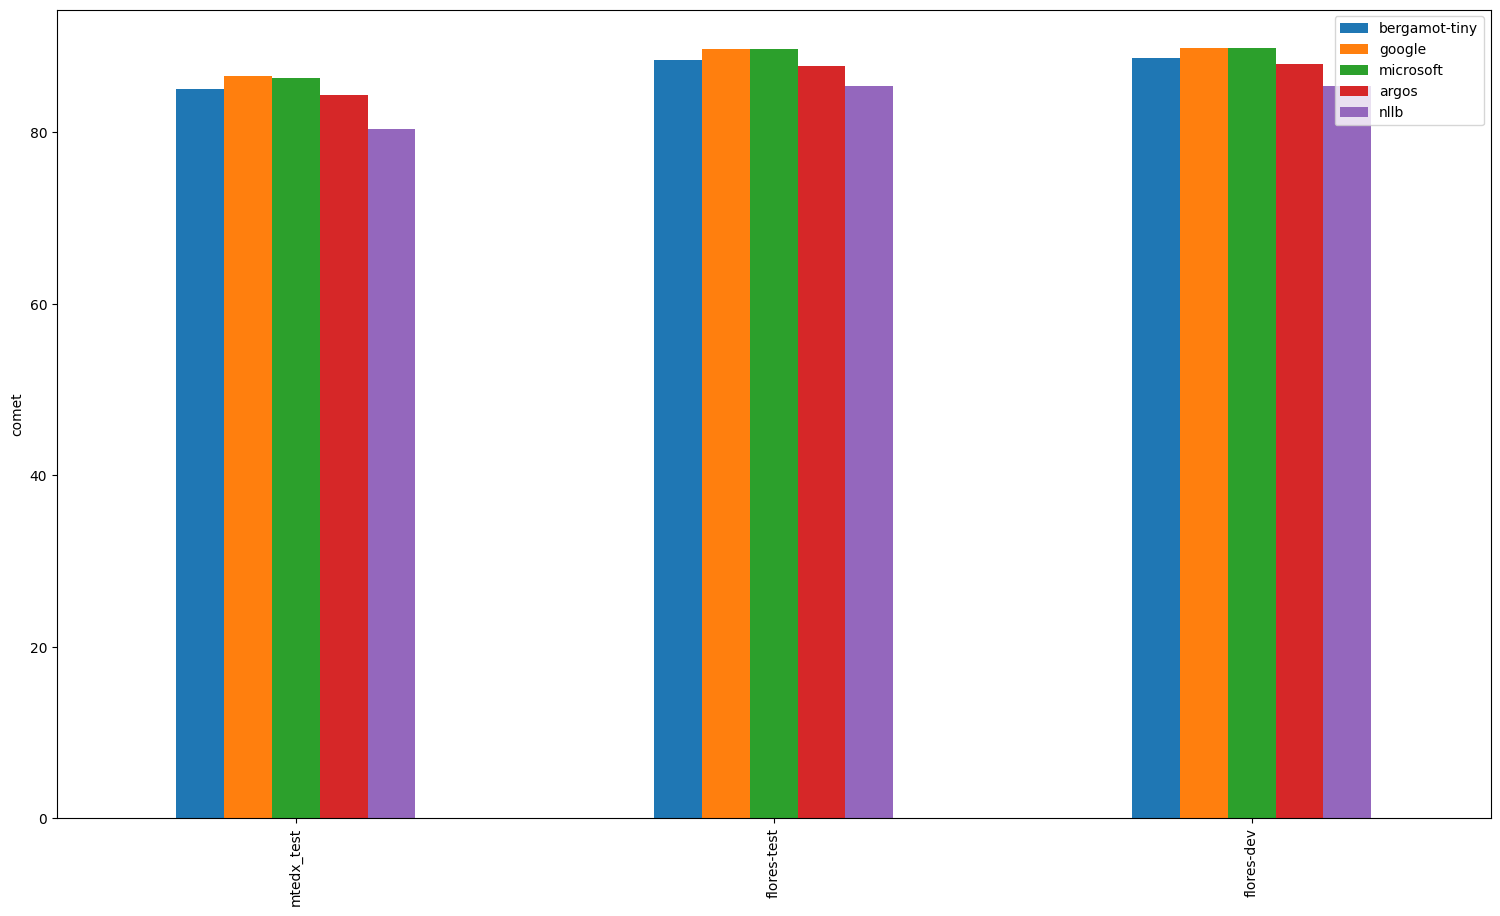 bergamot-tiny
google
microsoft
argos
nllb
80
60
40
20
0
comet
mtedx_test
flores-test
flores-dev